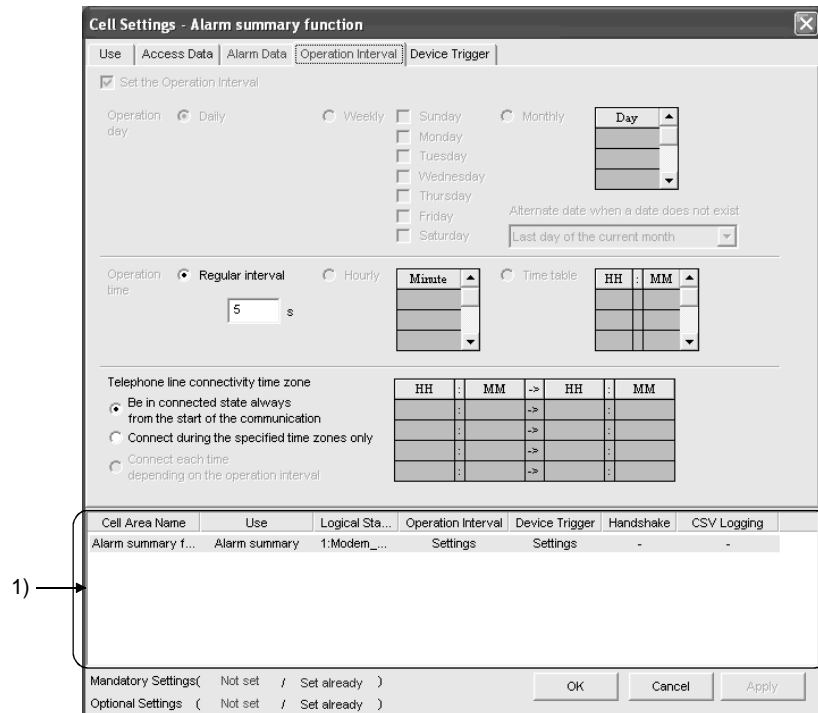 Cell Settings - Alarm summary function
Use Access Data Alarm Data Operation Interval Device Trigger
Set the Operation Interval
Operation day Daily Weekly Sunday Monthly Day
Monday
Tuesday
Wednesday
Thursday
Friday Alternate date when a date does not exist
Saturday Last day of the current month
Operation time Regular interval Hourly Minute Time table HH : MM
5 s
Telephone line connectivity time zone HH : MM -> HH : MM
Be in connected state always : -> :
from the start of the communication
Connect during the specified time zones only : -> :
Connect each time : -> :
depending on the operation interval : -> :
Cell Area Name Use Logical Sta... Operation Interval Device Trigger Handshake CSV Logging
Alarm summary f... Alarm summary 1:Modem_... Settings Settings - -
1)
Mandatory Settings( Not set / Set already ) OK Cancel Apply
Optional Settings ( Not set / Set already )